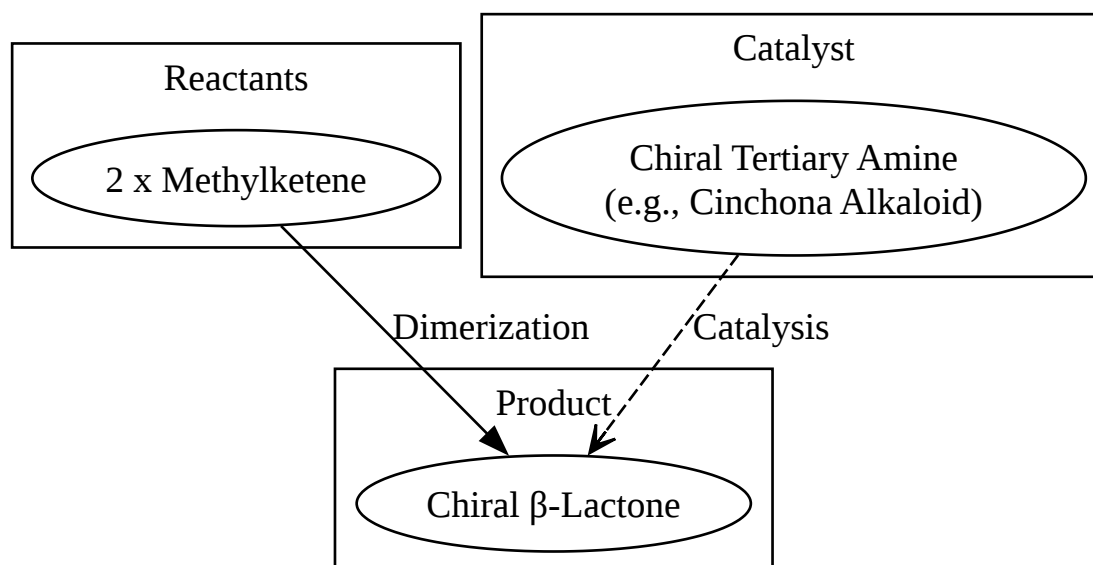 Reactants
2 x Methylketene
Catalyst
Chiral Tertiary Amine
(e.g., Cinchona Alkaloid)
Dimerization
Catalysis
Product
Chiral β-Lactone